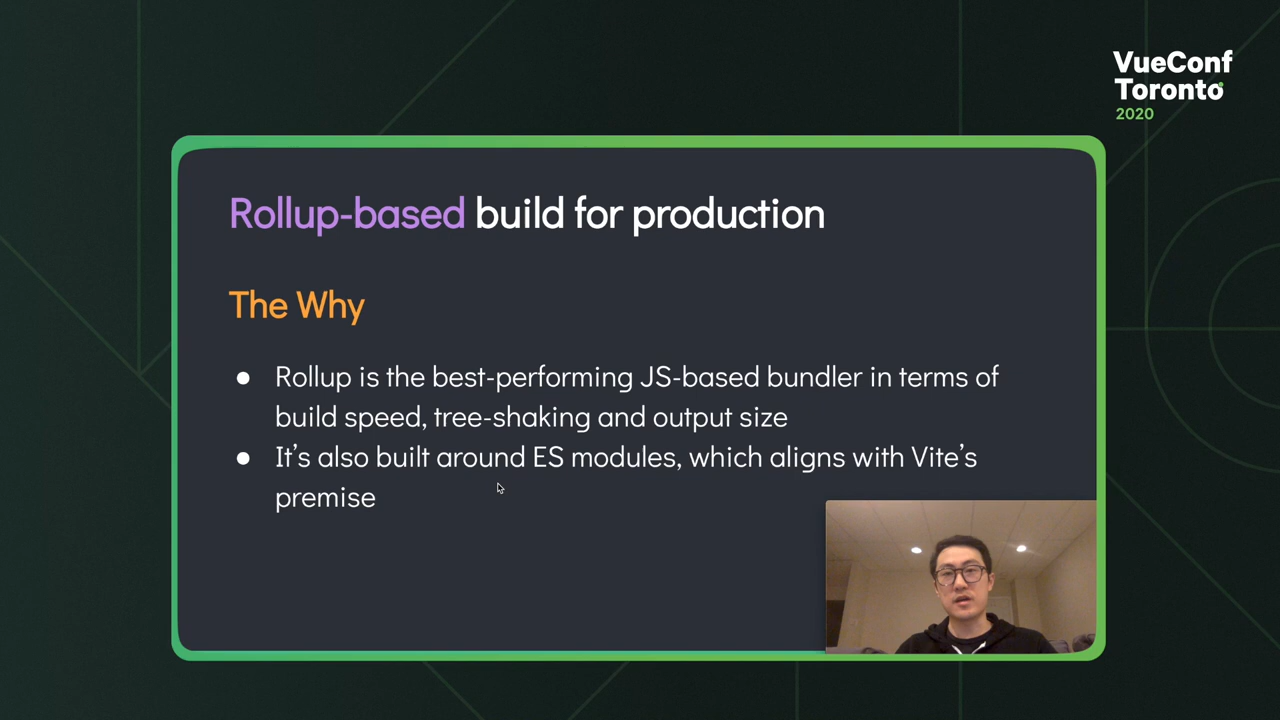 VueConf
Toronto
2020
Rollup-based build for production
The Why
● Rollup is the best-performing JS-based bundler in terms of
build speed, tree-shaking and output size
● It’s also built around ES modules, which aligns with Vite’s
premise